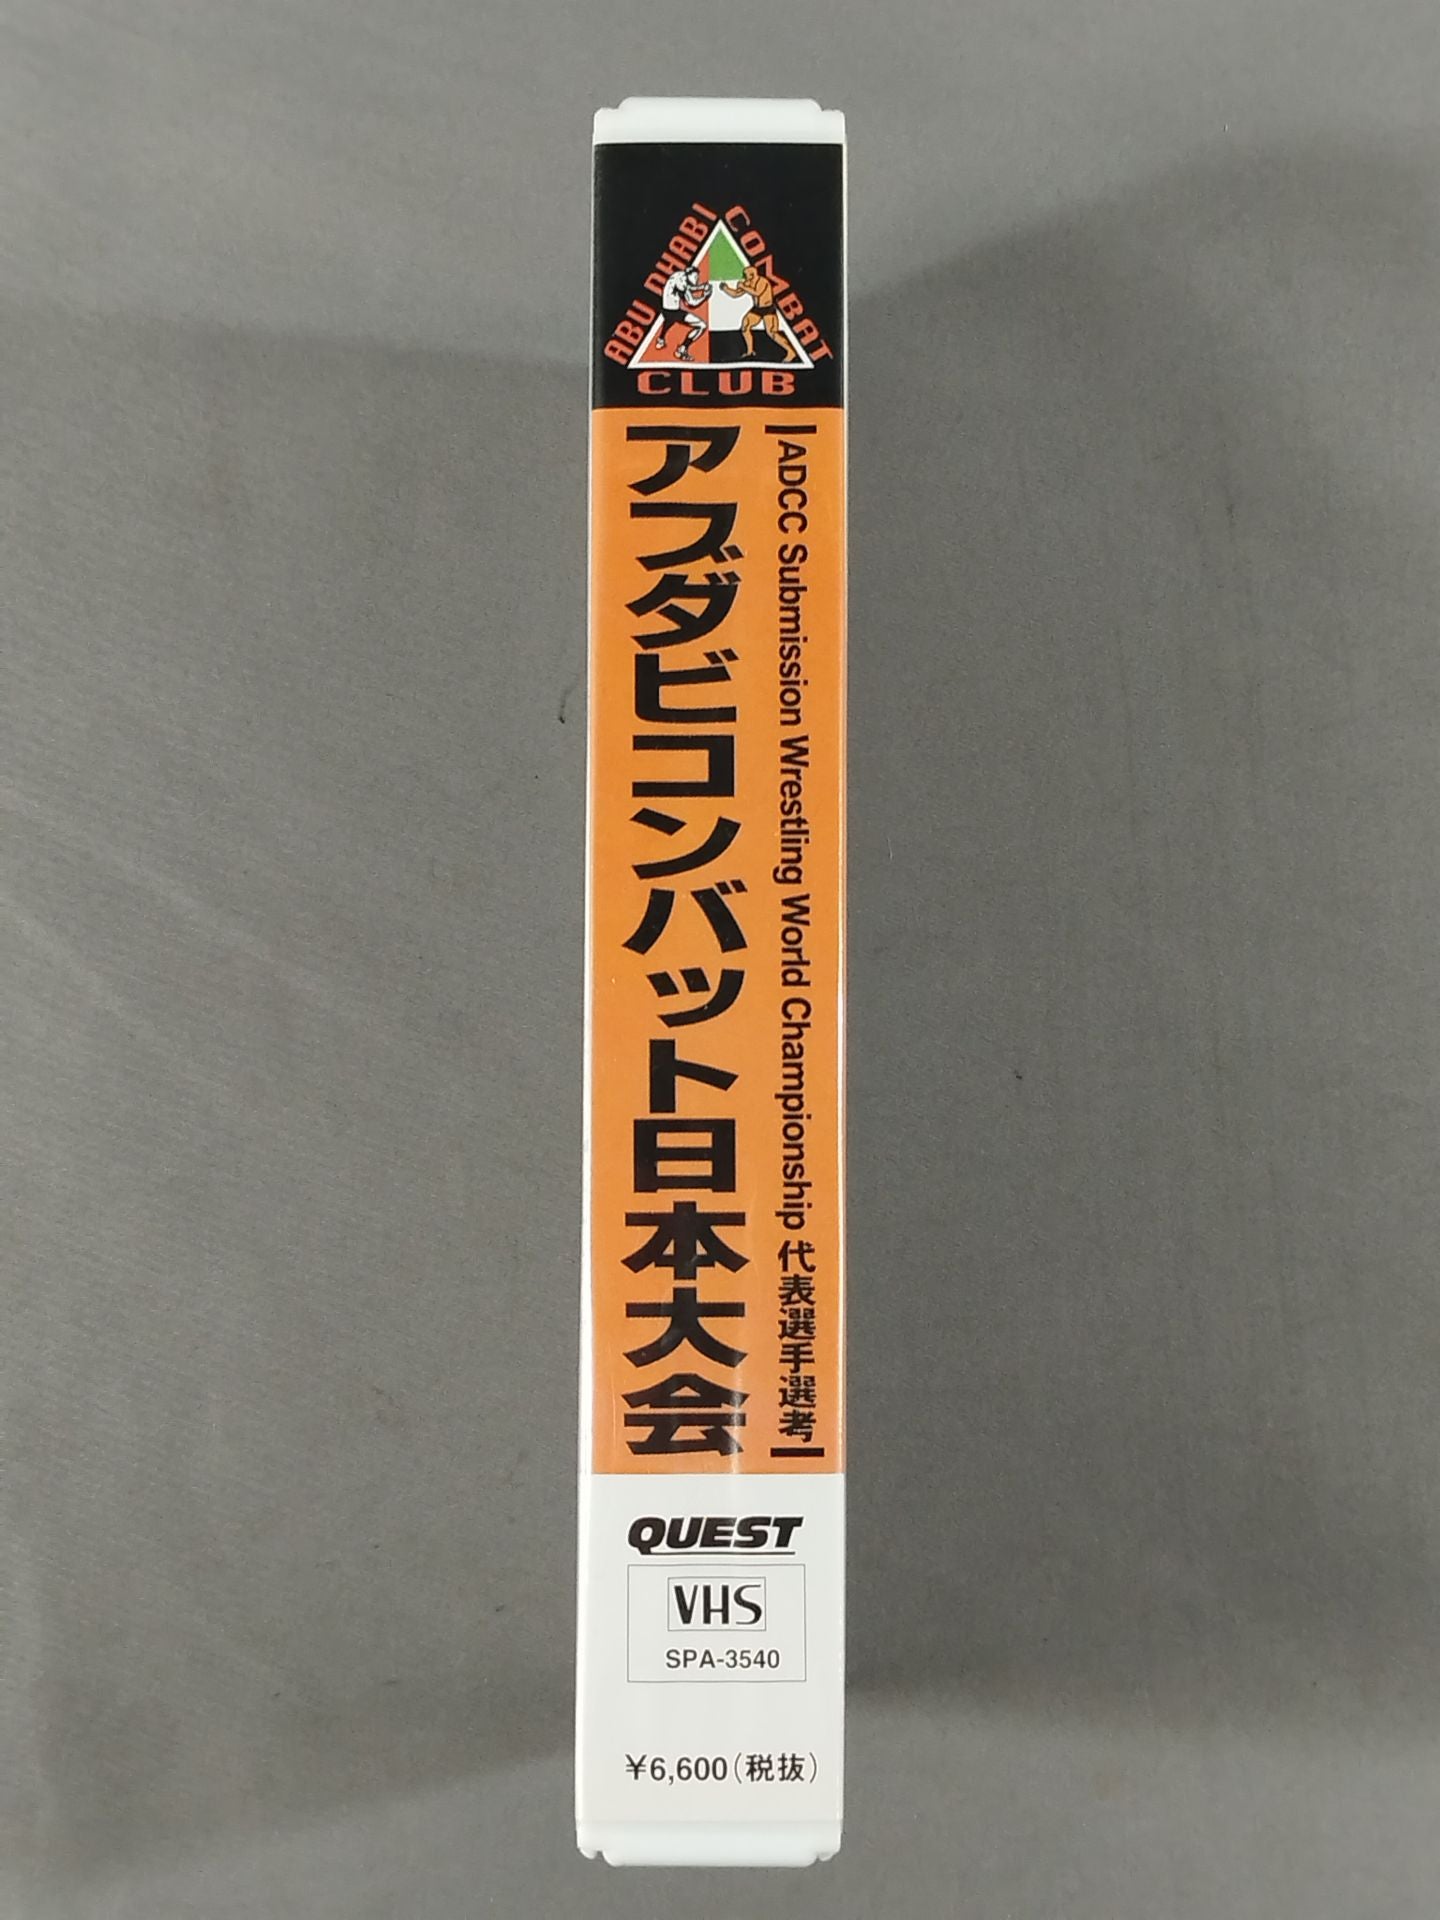 ABU DHABI COMBAT
CLUB
ADCC Submission Wrestling World Championship 代表選手選考
アブダビコンバット日本大会
QUEST
VHS
SPA-3540
¥6,600(税抜)